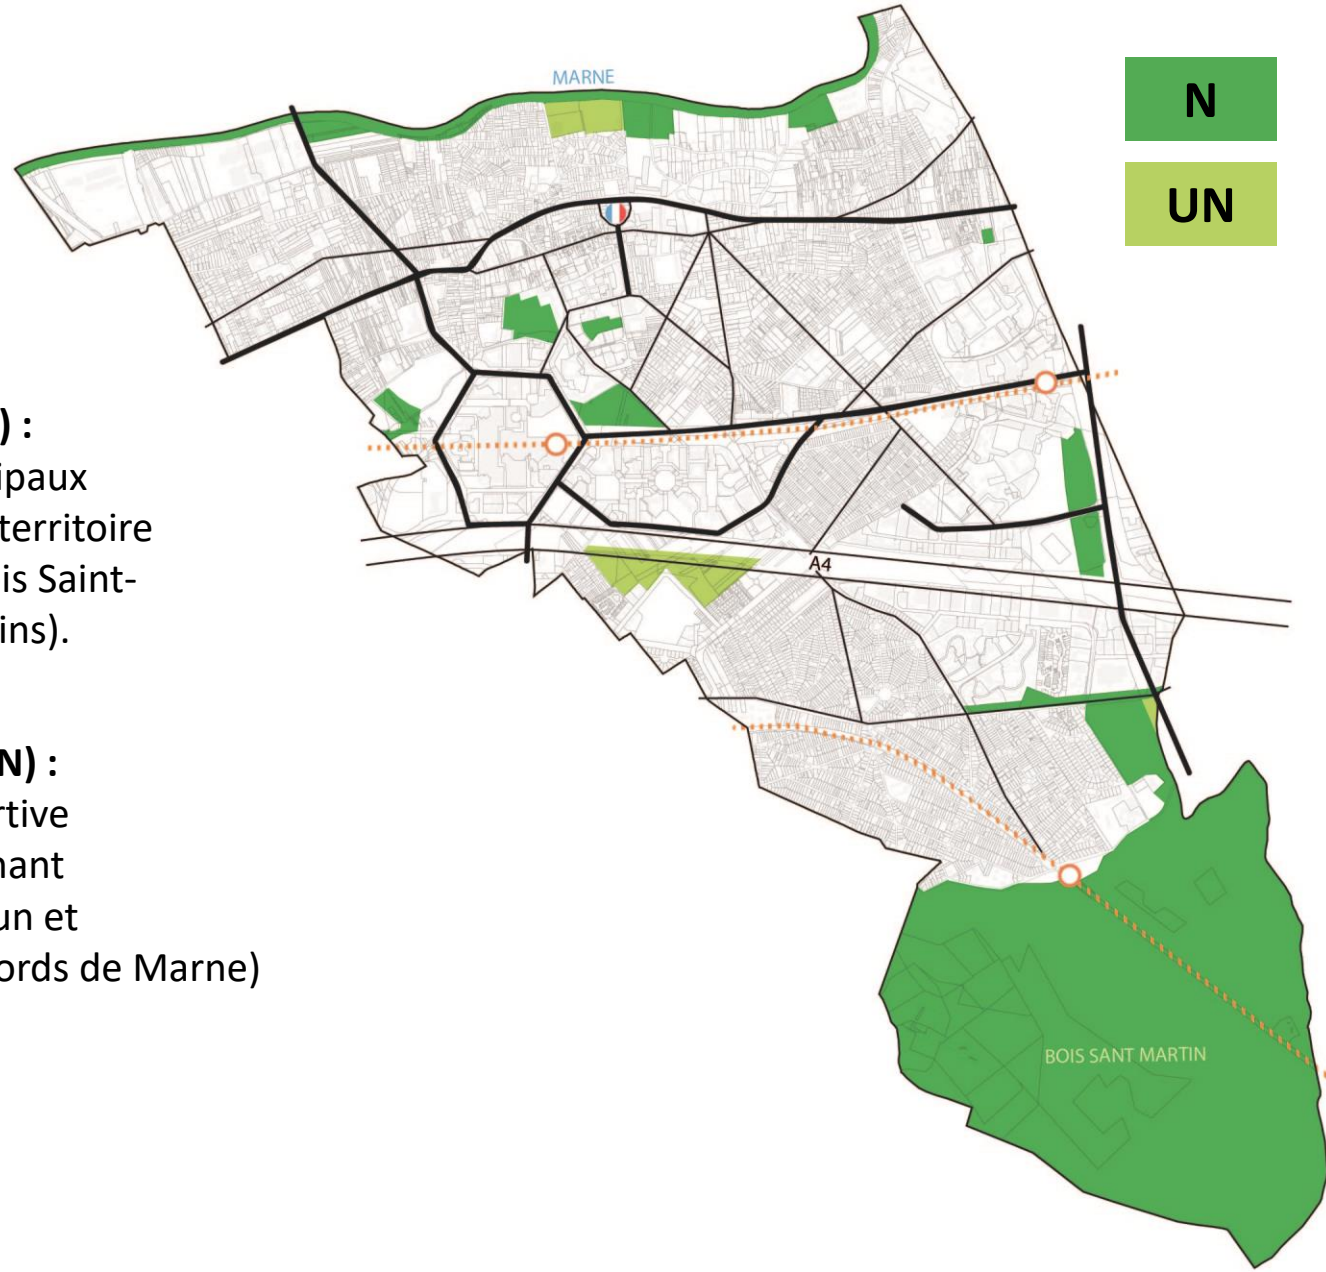 MARNE
N
UN
) :
ipaux
territoire
is Saint-
ins).
A4
N) :
rtive
nant
un et
ords de Marne)
BOIS SANT MARTIN